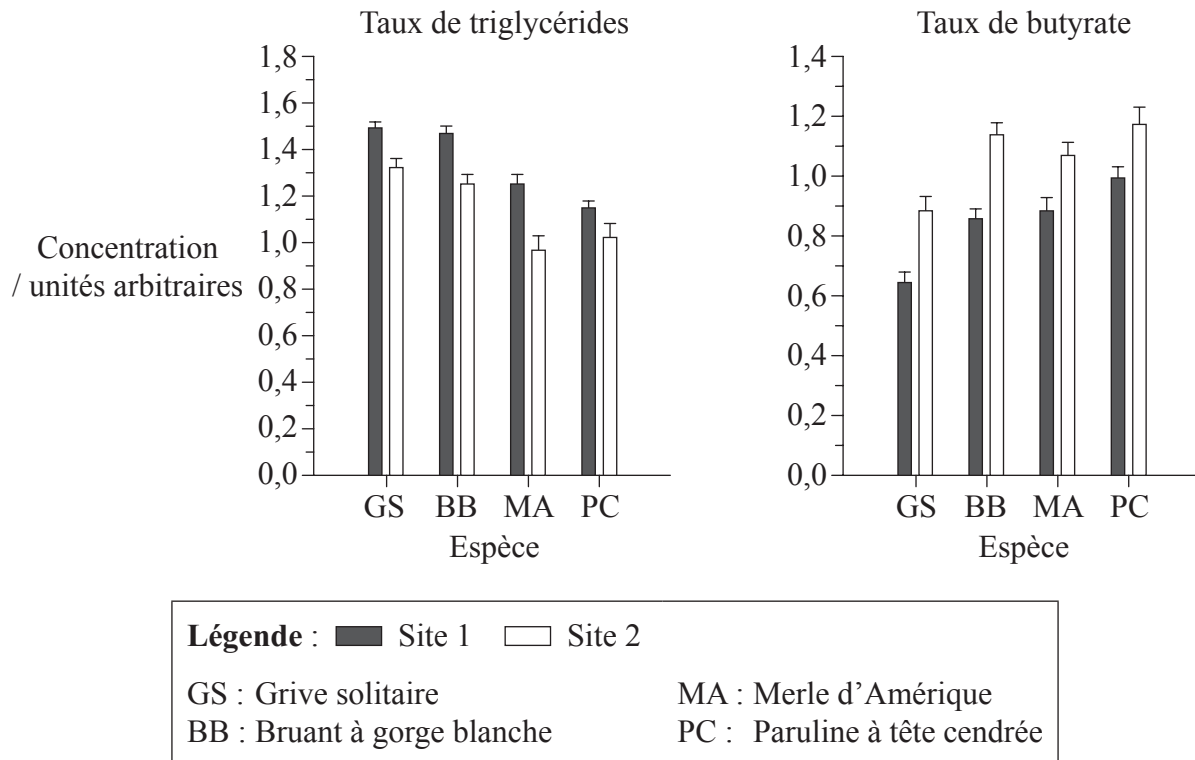 Taux de triglycérides
Concentration
/ unités arbitraires
1,8
1,6
1,4
1,2
1,0
0,8
0,6
0,4
0,2
0,0
GS BB MA PC
Espèce
Taux de butyrate
1,4
1,2
1,0
0,8
0,6
0,4
0,2
0,0
GS BB MA PC
Espèce
Légende : Site 1 Site 2
GS : Grive solitaire MA : Merle d’Amérique
BB : Bruant à gorge blanche PC : Paruline à tête cendrée